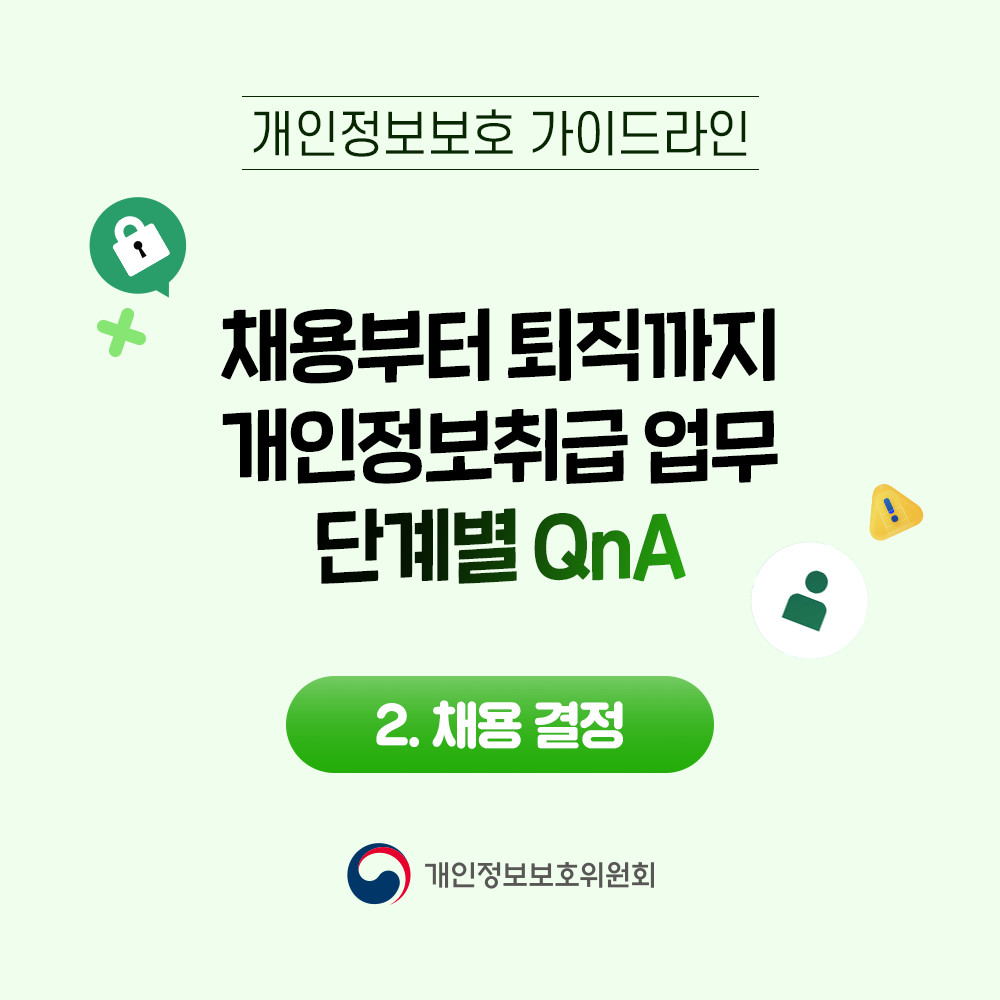 개인정보보호 가이드라인
채용부터 퇴직까지
개인정보취급 업무
단계별 QnA
2. 채용 결정
개인정보보호위원회